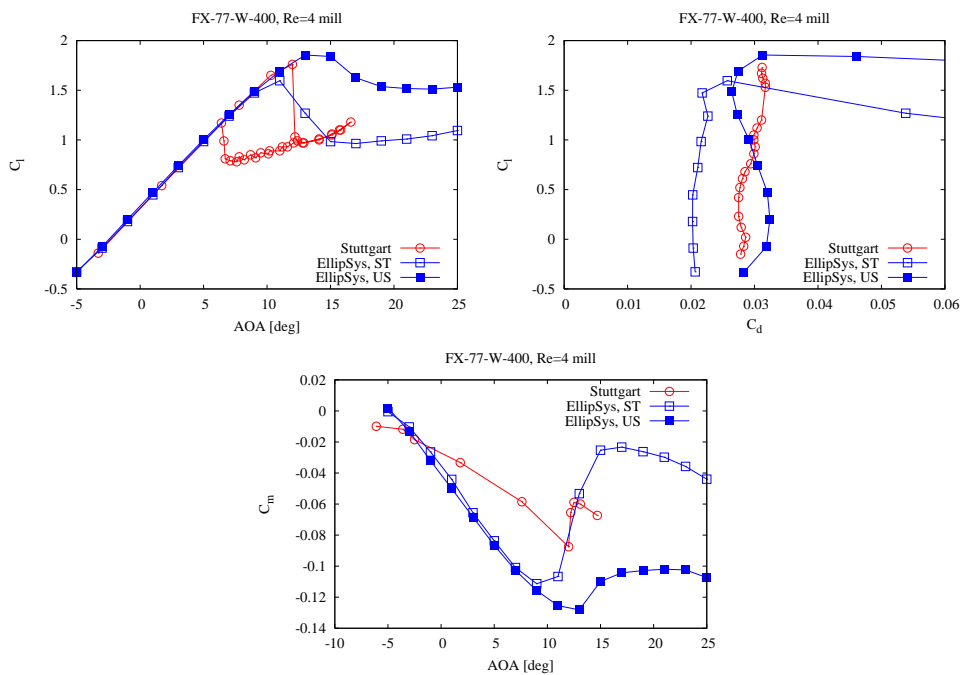 FX-77-W-400, Re=4 mill
2
1.5
1
0.5
0
-0.5
-5
0
5
10
15
20
25
C_l
AOA [deg]
Stuttgart
EllipSys, ST
EllipSys, US
FX-77-W-400, Re=4 mill
2
1.5
1
0.5
0
-0.5
0
0.01
0.02
0.03
0.04
0.05
0.06
C_l
C_d
Stuttgart
EllipSys, ST
EllipSys, US
FX-77-W-400, Re=4 mill
0.02
0
-0.02
-0.04
-0.06
-0.08
-0.1
-0.12
-0.14
-10
-5
0
5
10
15
20
25
C_m
AOA [deg]
Stuttgart
EllipSys, ST
EllipSys, US